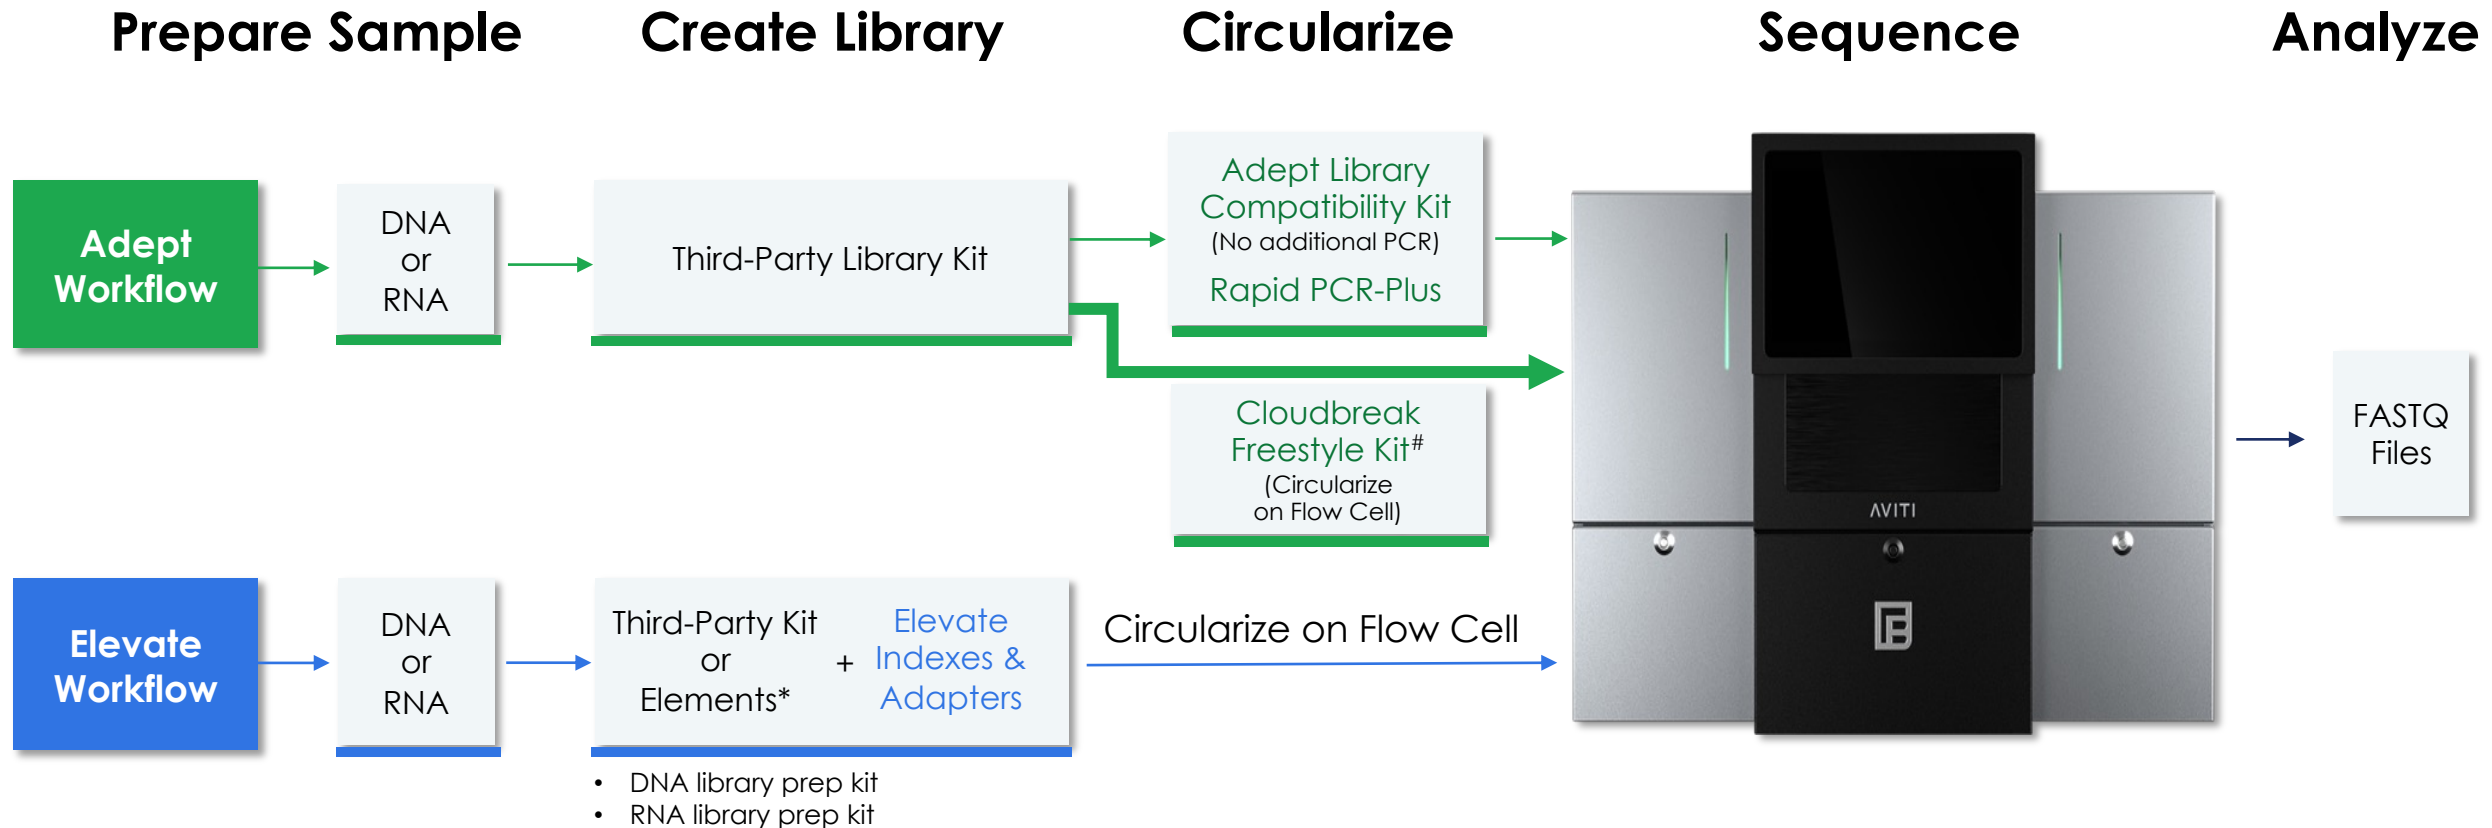 Prepare Sample
Create Library
Circularize
Sequence
Analyze
Adept
Workflow
DNA
or
RNA
Third-Party Library Kit
Adept Library
Compatibility Kit
(No additional PCR)
Rapid PCR-Plus
Cloudbreak
Freestyle Kit#
(Circularize
on Flow Cell)
AVITI
FASTQ
Files
Elevate
Workflow
DNA
or
RNA
Third-Party Kit
or
Elements*
+
Elevate
Indexes &
Adapters
Circularize on Flow Cell
• DNA library prep kit
• RNA library prep kit